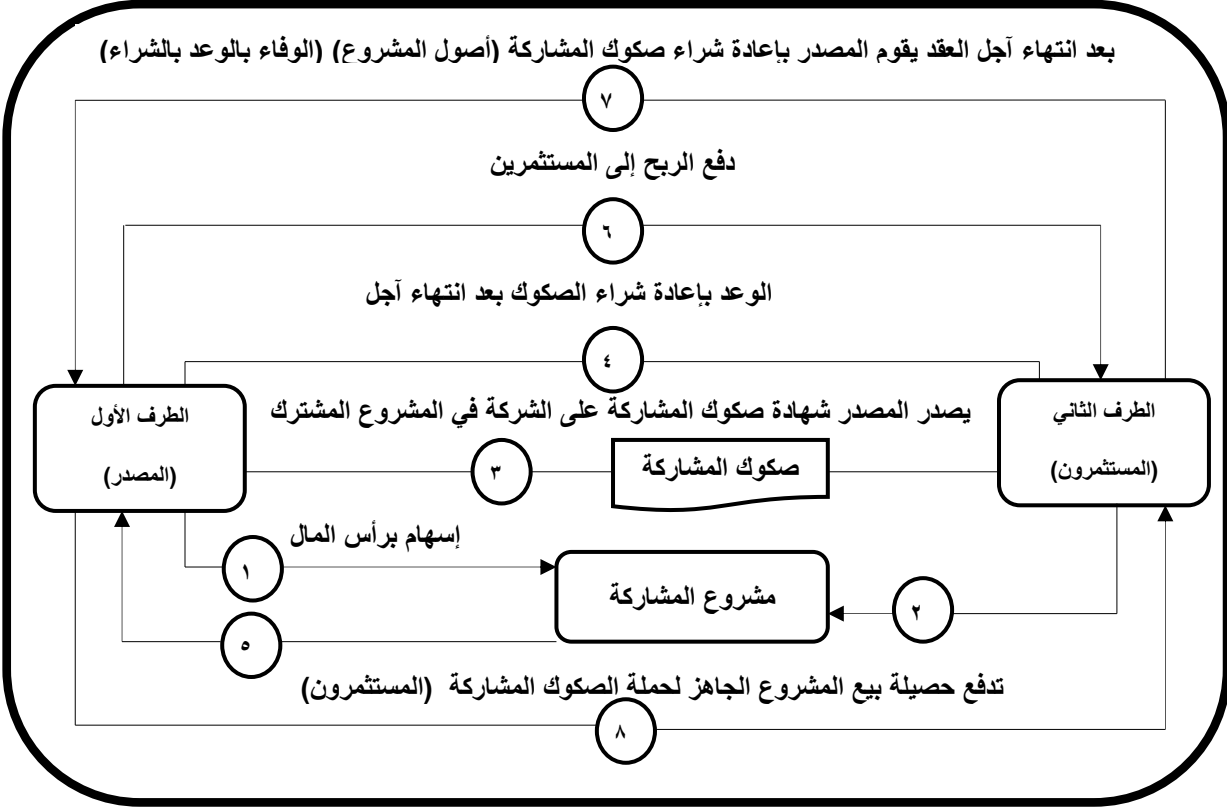 بعد انتهاء آجل العقد يقوم المصدر بإعادة شراء صكوك المشاركة (أصول المشروع) (الوفاء بالوعد بالشراء)
٧
دفع الربح إلى المستثمرين
٦
الوعد بإعادة شراء الصكوك بعد انتهاء آجل
٤
الطرف الثاني
(المستثمرون)
يصدر المصدر شهادة صكوك المشاركة على الشركة في المشروع المشترك
صكوك المشاركة
٣
الطرف الأول
(المصدر)
إسهام برأس المال
١
مشروع المشاركة
٢
٥
تدفع حصيلة بيع المشروع الجاهز لحملة الصكوك المشاركة (المستثمرون)
٨